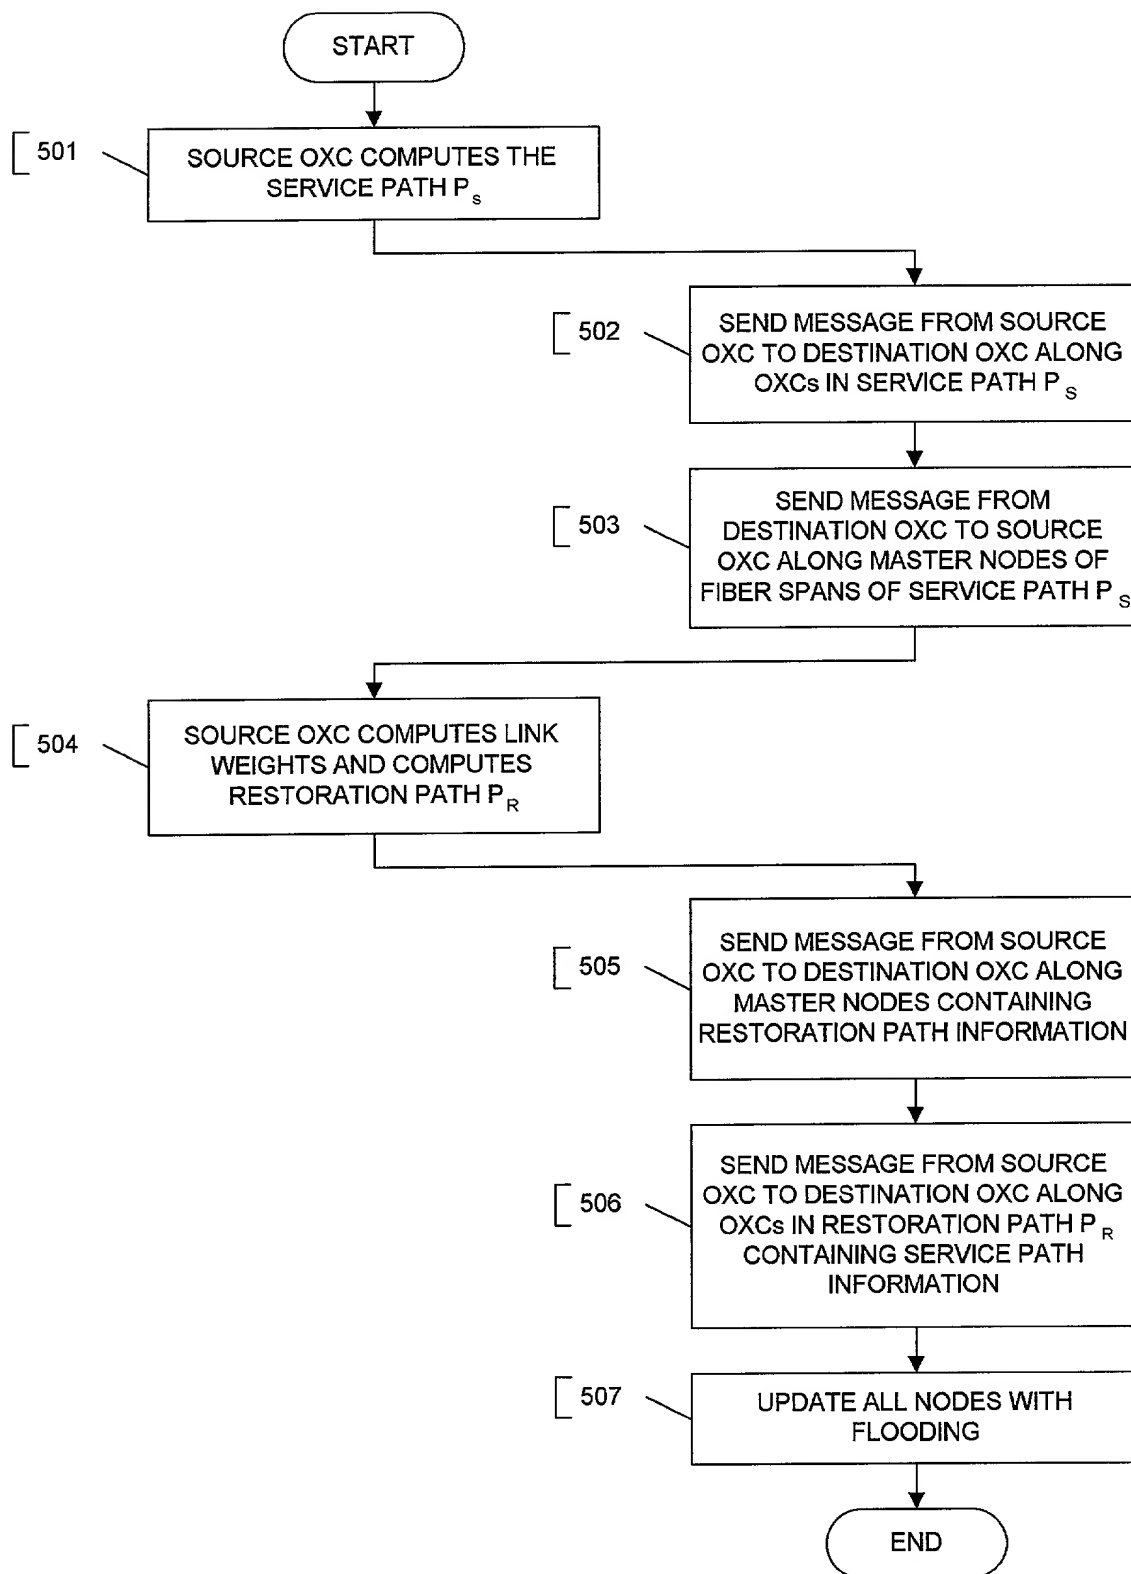 START
501
SOURCE OXC COMPUTES THE
SERVICE PATH Ps
502
SEND MESSAGE FROM SOURCE
OXC TO DESTINATION OXC ALONG
OXCs IN SERVICE PATH PS
503
SEND MESSAGE FROM
DESTINATION OXC TO SOURCE
OXC ALONG MASTER NODES OF
FIBER SPANS OF SERVICE PATH PS
504
SOURCE OXC COMPUTES LINK
WEIGHTS AND COMPUTES
RESTORATION PATH PR
505
SEND MESSAGE FROM SOURCE
OXC TO DESTINATION OXC ALONG
MASTER NODES CONTAINING
RESTORATION PATH INFORMATION
506
SEND MESSAGE FROM SOURCE
OXC TO DESTINATION OXC ALONG
OXCs IN RESTORATION PATH PR
CONTAINING SERVICE PATH
INFORMATION
507
UPDATE ALL NODES WITH
FLOODING
END